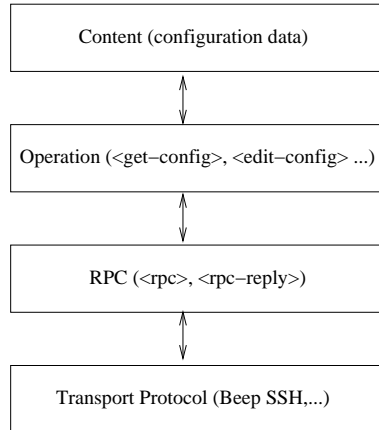 Content (configuration data)
Operation (<get−config>, <edit−config> ...)
RPC (<rpc>, <rpc−reply>)
Transport Protocol (Beep SSH,...)